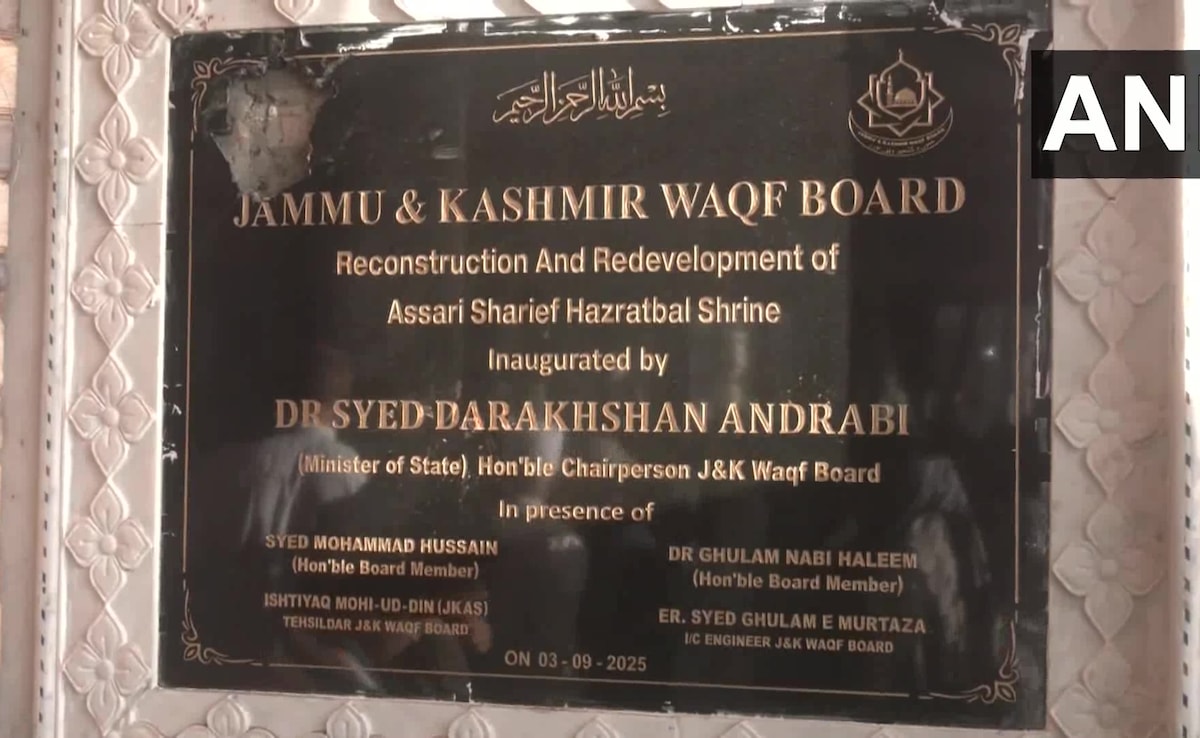 بِسْمِ اللهِ الرَّحْمٰنِ الرَّحِيْمِ
JAMMU & KASHMIR WAQF BOARD
Reconstruction And Redevelopment of
Assari Sharief Hazratbal Shrine
Inaugurated by
DR SYED DARAKHSHAN ANDRABI
(Minister of State), Hon'ble Chairperson J&K Waqf Board
In presence of
SYED MOHAMMAD HUSSAIN
(Hon'ble Board Member)
ISHTIYAQ MOHI-UD-DIN (JKAS)
TEHSILDAR J&K WAQF BOARD
DR GHULAM NABI HALEEM
(Hon'ble Board Member)
ER. SYED GHULAM E MURTAZA
I/C ENGINEER J&K WAQF BOARD
ON 03-09-2025
AN